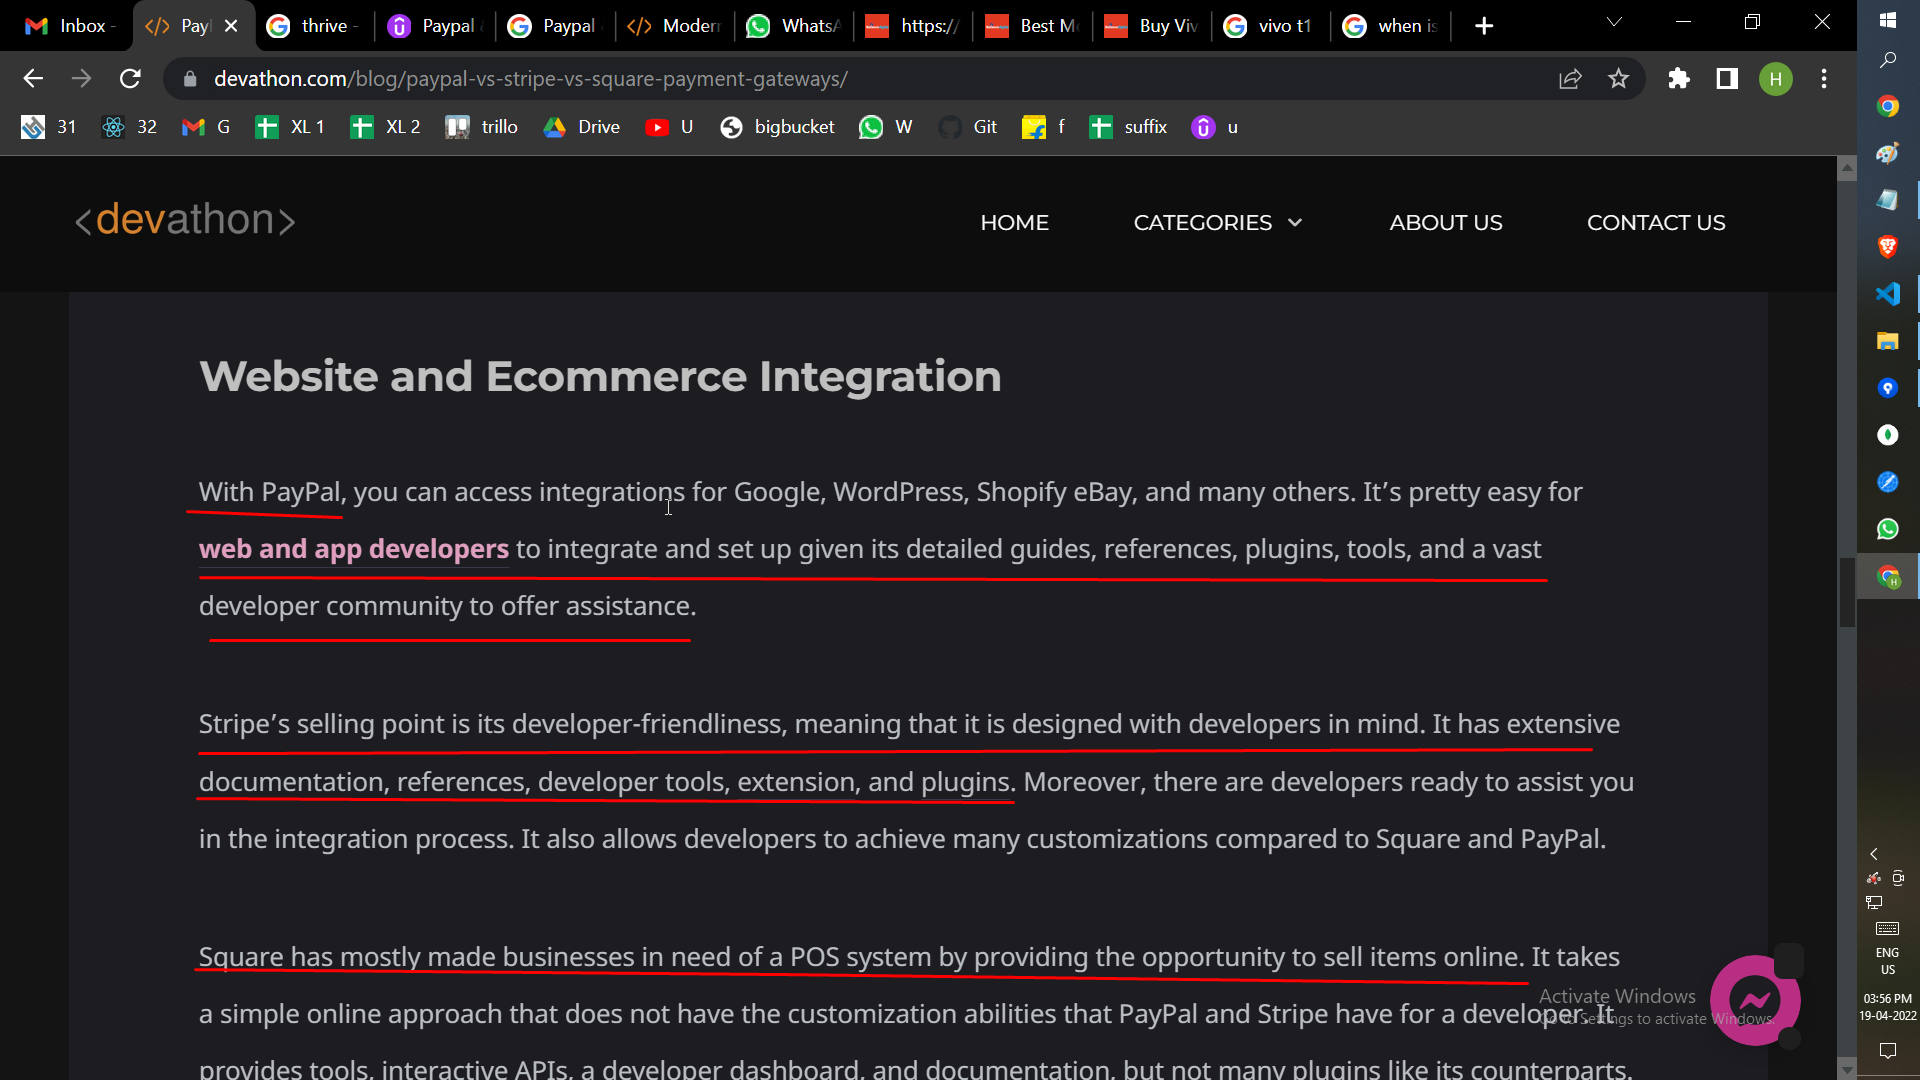 Inbox -
Payl
thrive -
Paypal
Paypal
Modern
WhatsA
https://
Best Mo
Buy Viv
vivo t1
when is
devathon.com/blog/paypal-vs-stripe-vs-square-payment-gateways/
H
31
32
G
XL 1
XL 2
trillo
Drive
U
bigbucket
W
Git
f
suffix
u
<devathon>
HOME
CATEGORIES
ABOUT US
CONTACT US
Website and Ecommerce Integration
With PayPal, you can access integrations for Google, WordPress, Shopify eBay, and many others. It’s pretty easy for
web and app developers to integrate and set up given its detailed guides, references, plugins, tools, and a vast
developer community to offer assistance.
Stripe’s selling point is its developer-friendliness, meaning that it is designed with developers in mind. It has extensive
documentation, references, developer tools, extension, and plugins. Moreover, there are developers ready to assist you
in the integration process. It also allows developers to achieve many customizations compared to Square and PayPal.
Square has mostly made businesses in need of a POS system by providing the opportunity to sell items online. It takes
a simple online approach that does not have the customization abilities that PayPal and Stripe have for a developer. It
provides tools, interactive APIs, a developer dashboard, and documentation, but not many plugins like its counterparts.
Activate Windows
Go to Settings to activate Windows.
ENG
US
03:56 PM
19-04-2022